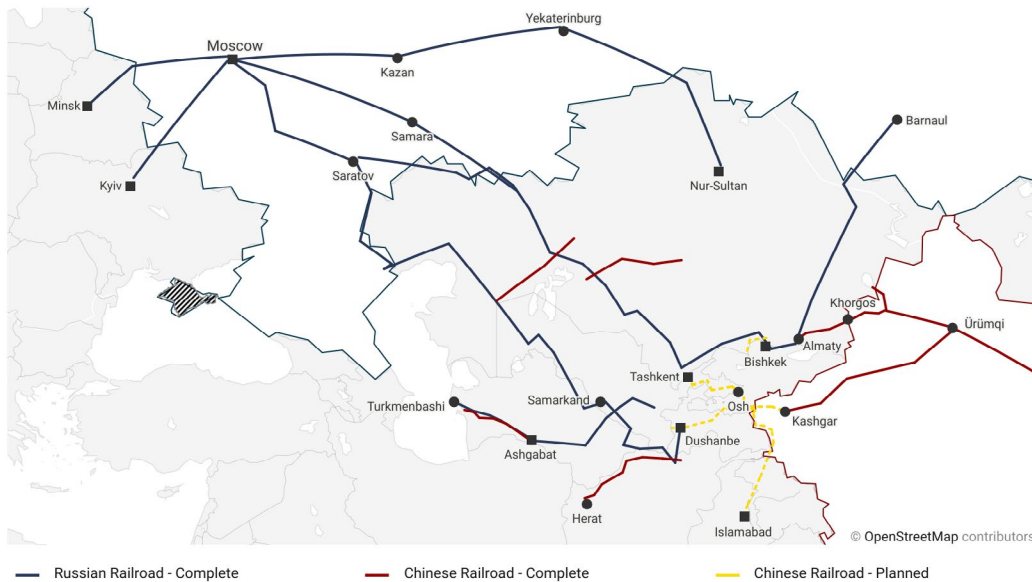 Yekaterinburg
Moscow
Kazan
Minsk
Barnaul
Samara
Saratov
Nur-Sultan
Kyiv
Khorgos
Ürümqi
Almaty
Bishkek
Tashkent
Turkmenbashi
Samarkand
Osh
Kashgar
Dushanbe
Ashgabat
Herat
Islamabad
© OpenStreetMap contributors
Russian Railroad - Complete
Chinese Railroad - Complete
Chinese Railroad - Planned